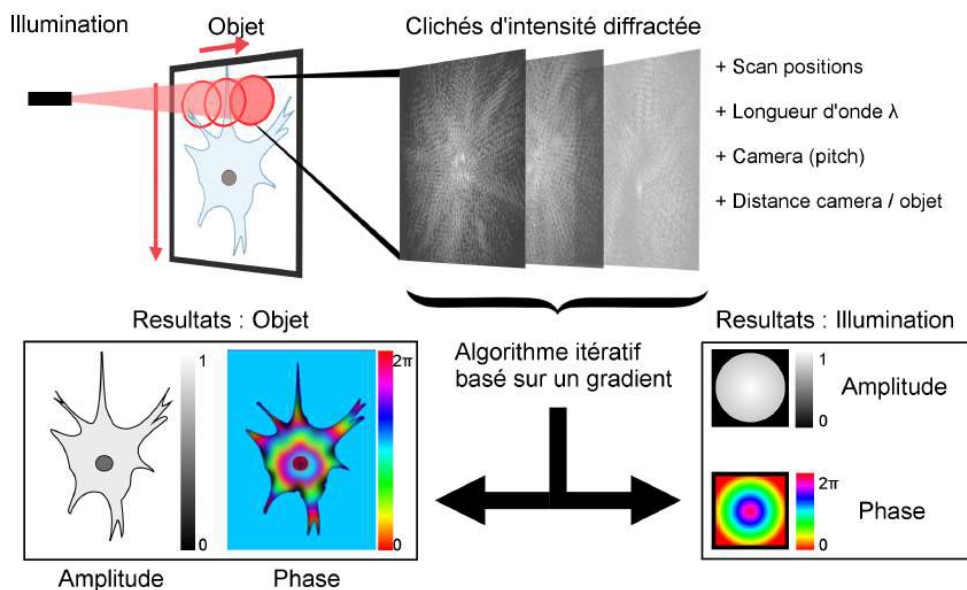 Illumination
Objet
Clichés d'intensité diffractée
+ Scan positions
+ Longueur d'onde λ
+ Camera (pitch)
+ Distance camera / objet
Resultats : Objet
1
0
2π
0
Amplitude
Phase
Algorithme itératif
basé sur un gradient
Resultats : Illumination
1
0
Amplitude
2π
0
Phase